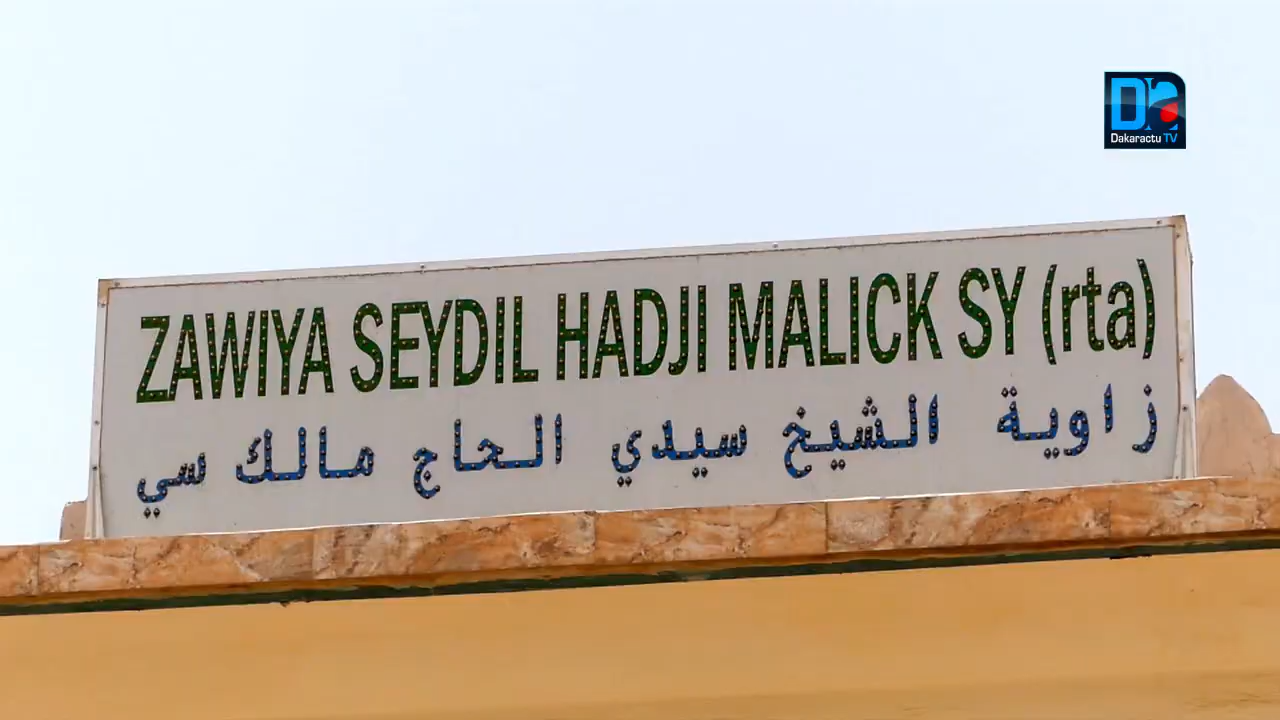 Dakaractu TV
ZAWIYA SEYDIL HADJI MALICK SY (rta)
زاوية الشيخ سيدي الحاج مالك سي